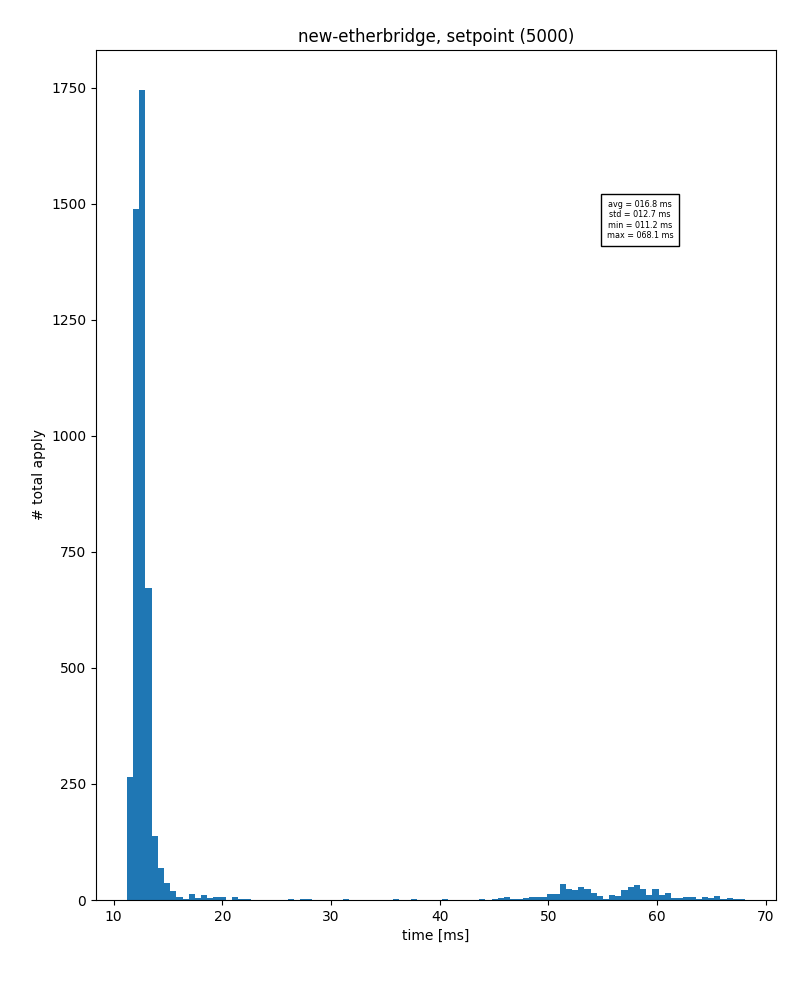 new-etherbridge, setpoint (5000)
1750
1500
1250
1000
750
500
250
0
# total apply
avg = 016.8 ms
std = 012.7 ms
min = 011.2 ms
max = 068.1 ms
10 20 30 40 50 60 70
time [ms]